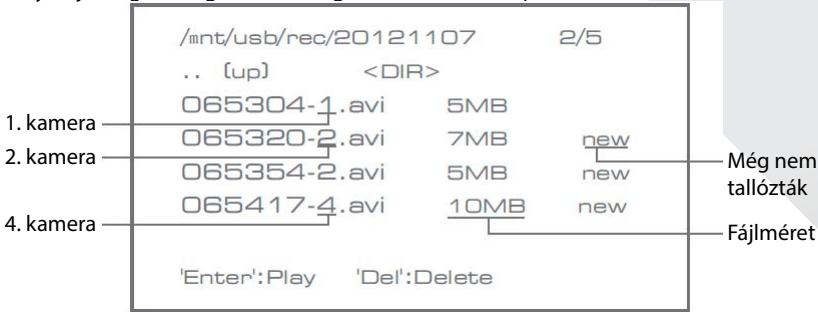 /mnt/usb/rec/20121107 2/5
.. (up) <DIR>
065304-1.avi 5MB
065320-2.avi 7MB new
065354-2.avi 5MB new
065417-4.avi 10MB new
'Enter':Play 'Del':Delete
1. kamera
2. kamera
4. kamera
Még nem
tallózták
Fájlméret